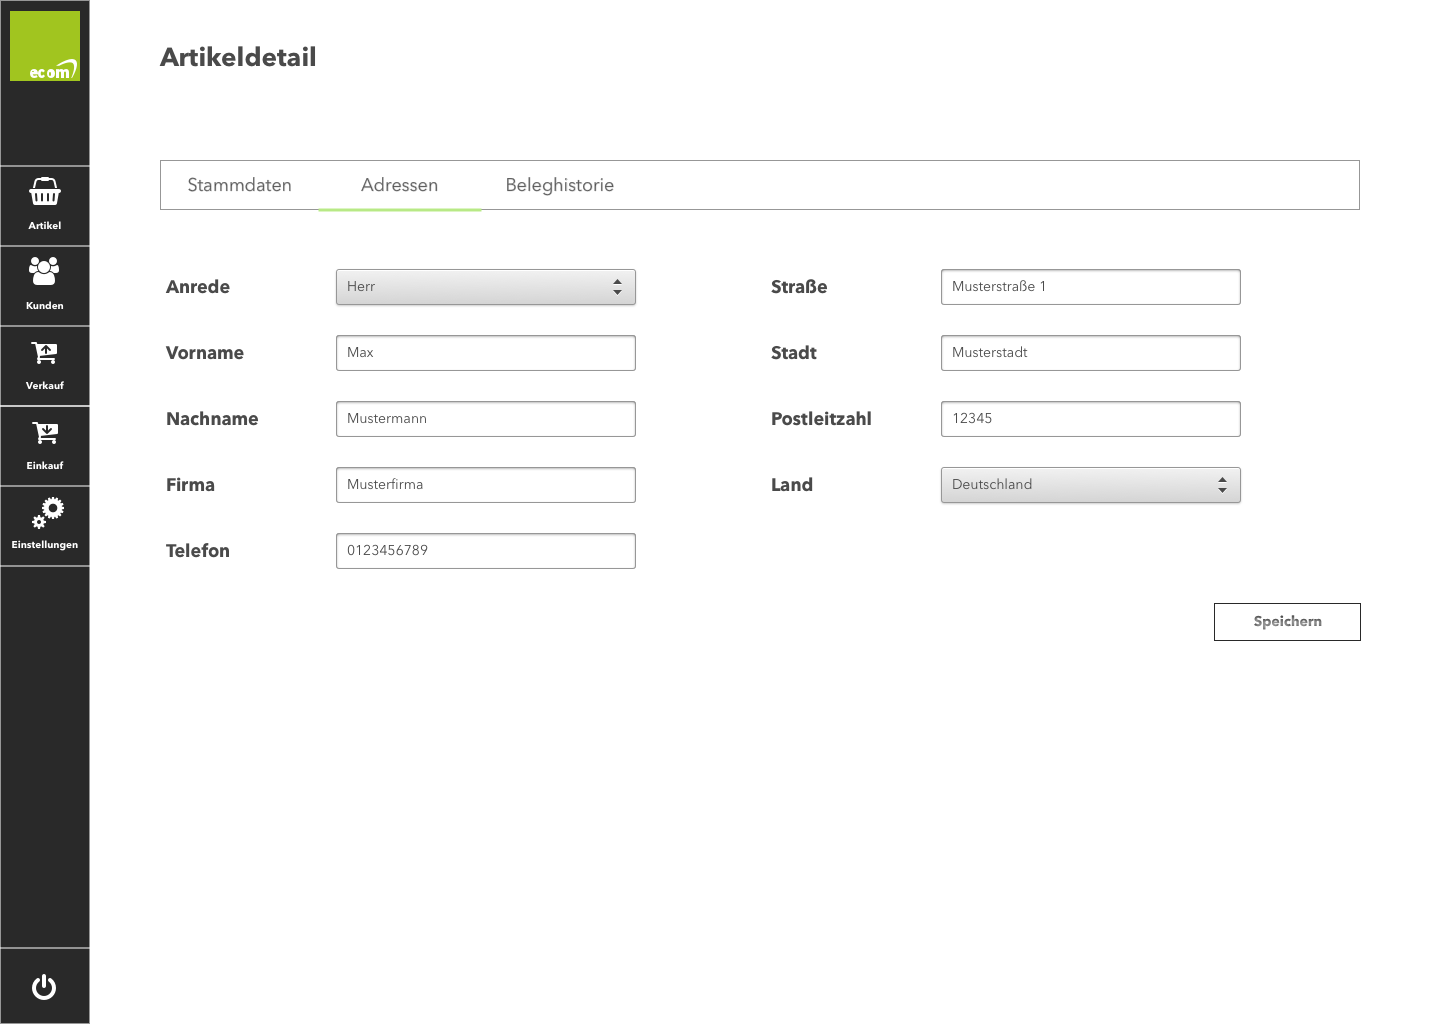 ecom
Artikel
Kunden
Verkauf
Einkauf
Einstellungen
Artikeldetail
Stammdaten Adressen Beleghistorie
Anrede Herr
Vorname Max
Nachname Mustermann
Firma Musterfirma
Telefon 0123456789
Straße Musterstraße 1
Stadt Musterstadt
Postleitzahl 12345
Land Deutschland
Speichern